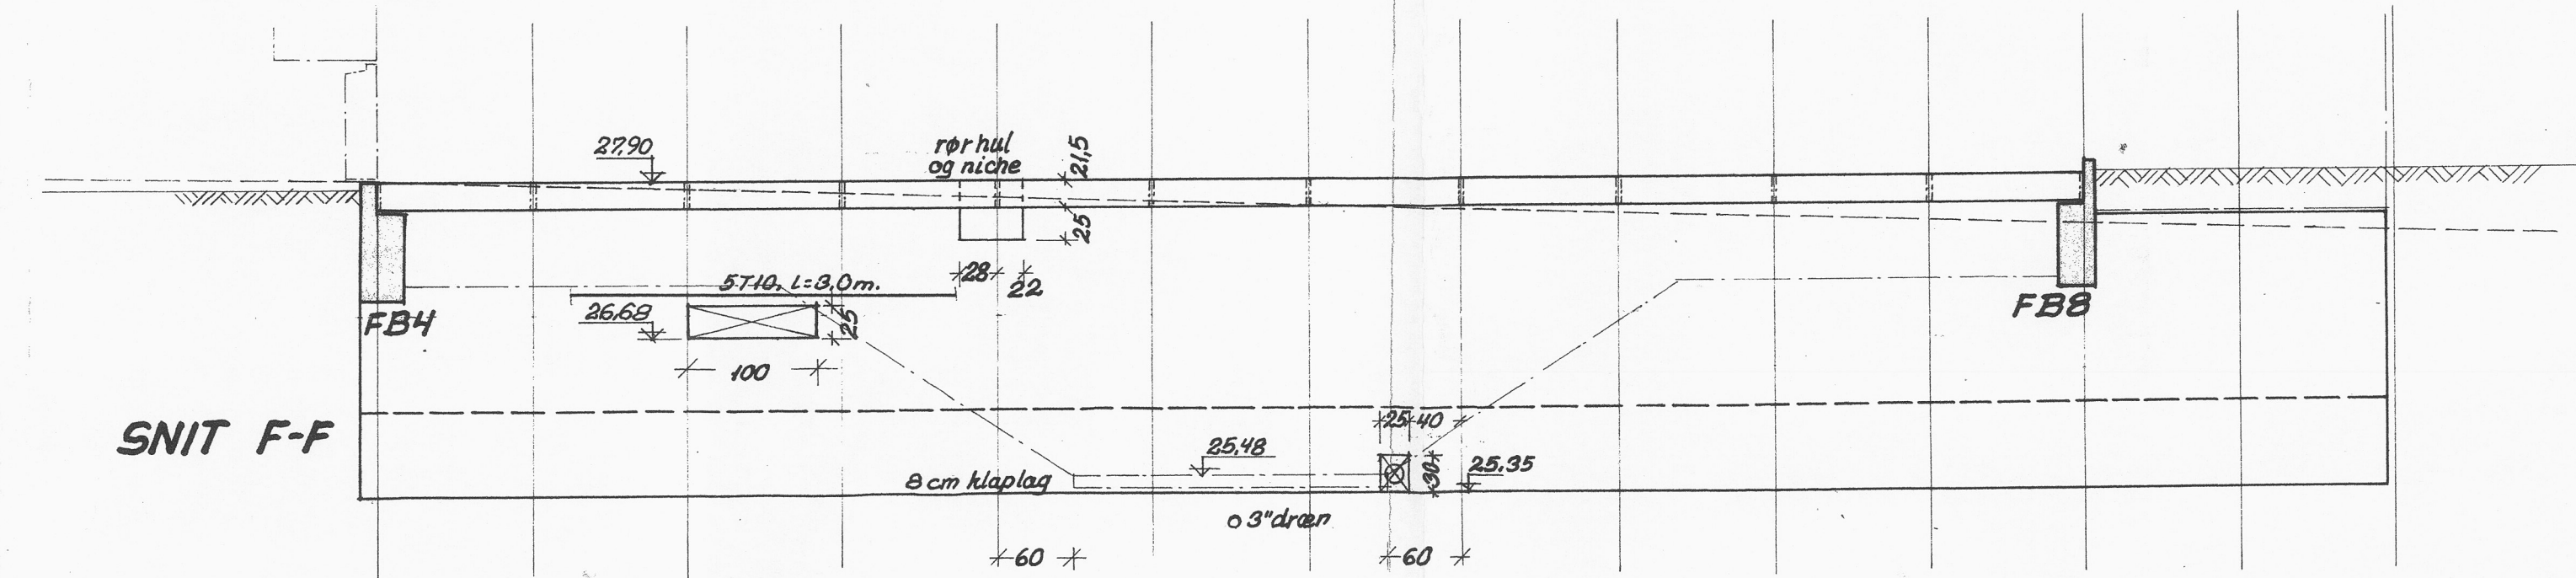 27,90
rør hul
og niche
21,5
25
28
22
5T10, l=3,0m.
26,68
25
100
FB4
FB8
SNIT F-F
25 40
25,48
30
25,35
8 cm klaplag
3" dræn
60
60